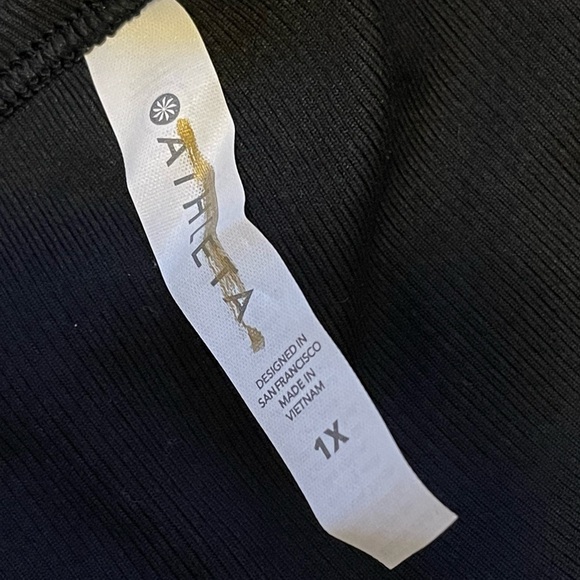 ATHLETA
DESIGNED IN
SAN FRANCISCO
MADE IN
VIETNAM
1X